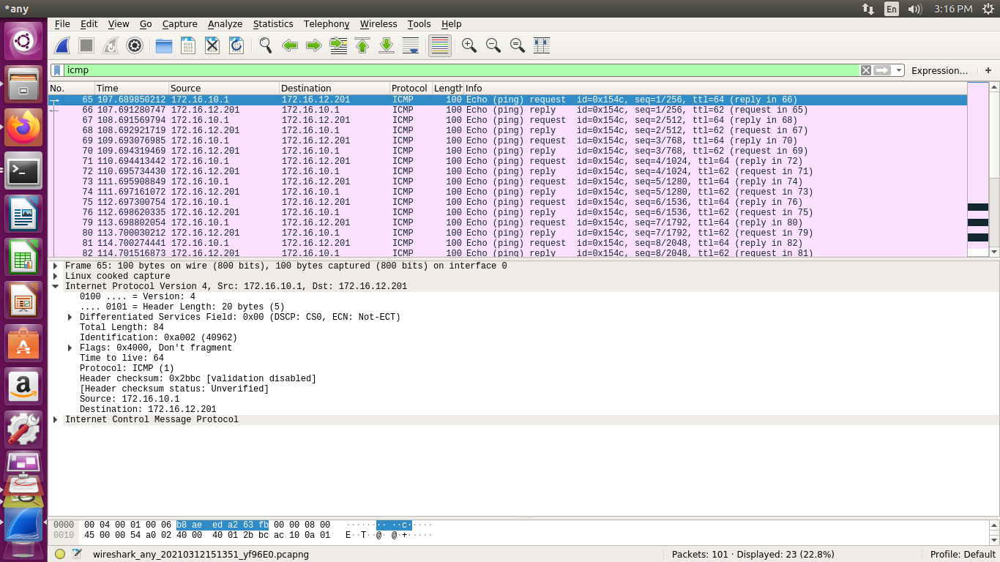 *any
En
3:16 PM
File Edit View Go Capture Analyze Statistics Telephony Wireless Tools Help
icmp
Expression...
+
No. Time Source Destination Protocol Length Info
65 107.689850212 172.16.10.1 172.16.12.201 ICMP 100 Echo (ping) request id=0x154c, seq=1/256, ttl=64 (reply in 66)
66 107.691280747 172.16.12.201 172.16.10.1 ICMP 100 Echo (ping) reply id=0x154c, seq=1/256, ttl=62 (request in 65)
67 108.691569794 172.16.10.1 172.16.12.201 ICMP 100 Echo (ping) request id=0x154c, seq=2/512, ttl=64 (reply in 68)
68 108.692921719 172.16.12.201 172.16.10.1 ICMP 100 Echo (ping) reply id=0x154c, seq=2/512, ttl=62 (request in 67)
69 109.693076985 172.16.10.1 172.16.12.201 ICMP 100 Echo (ping) request id=0x154c, seq=3/768, ttl=64 (reply in 70)
70 109.694319469 172.16.12.201 172.16.10.1 ICMP 100 Echo (ping) reply id=0x154c, seq=3/768, ttl=62 (request in 69)
71 110.694413442 172.16.10.1 172.16.12.201 ICMP 100 Echo (ping) request id=0x154c, seq=4/1024, ttl=64 (reply in 72)
72 110.695734430 172.16.12.201 172.16.10.1 ICMP 100 Echo (ping) reply id=0x154c, seq=4/1024, ttl=62 (request in 71)
73 111.695908849 172.16.10.1 172.16.12.201 ICMP 100 Echo (ping) request id=0x154c, seq=5/1280, ttl=64 (reply in 74)
74 111.697161072 172.16.12.201 172.16.10.1 ICMP 100 Echo (ping) reply id=0x154c, seq=5/1280, ttl=62 (request in 73)
75 112.697300754 172.16.10.1 172.16.12.201 ICMP 100 Echo (ping) request id=0x154c, seq=6/1536, ttl=64 (reply in 76)
76 112.698620335 172.16.12.201 172.16.10.1 ICMP 100 Echo (ping) reply id=0x154c, seq=6/1536, ttl=62 (request in 75)
79 113.698802054 172.16.10.1 172.16.12.201 ICMP 100 Echo (ping) request id=0x154c, seq=7/1792, ttl=64 (reply in 80)
80 113.700030212 172.16.12.201 172.16.10.1 ICMP 100 Echo (ping) reply id=0x154c, seq=7/1792, ttl=62 (request in 79)
81 114.700274441 172.16.10.1 172.16.12.201 ICMP 100 Echo (ping) request id=0x154c, seq=8/2048, ttl=64 (reply in 82)
82 114.701516873 172.16.12.201 172.16.10.1 ICMP 100 Echo (ping) reply id=0x154c, seq=8/2048, ttl=62 (request in 81)
Frame 65: 100 bytes on wire (800 bits), 100 bytes captured (800 bits) on interface 0
Linux cooked capture
Internet Protocol Version 4, Src: 172.16.10.1, Dst: 172.16.12.201
0100 .... = Version: 4
.... 0101 = Header Length: 20 bytes (5)
Differentiated Services Field: 0x00 (DSCP: CS0, ECN: Not-ECT)
Total Length: 84
Identification: 0xa002 (40962)
Flags: 0x4000, Don't fragment
Time to live: 64
Protocol: ICMP (1)
Header checksum: 0x2bbc [validation disabled]
[Header checksum status: Unverified]
Source: 172.16.10.1
Destination: 172.16.12.201
Internet Control Message Protocol
0000 00 04 00 01 00 06 b8 ae ed a2 63 fb 00 00 08 00 ········ ··c·····
0010 45 00 00 54 a0 02 40 00 40 01 2b bc ac 10 0a 01 E··T··@· @·+·····
wireshark_any_20210312151351_yf96E0.pcapng
Packets: 101 · Displayed: 23 (22.8%)
Profile: Default